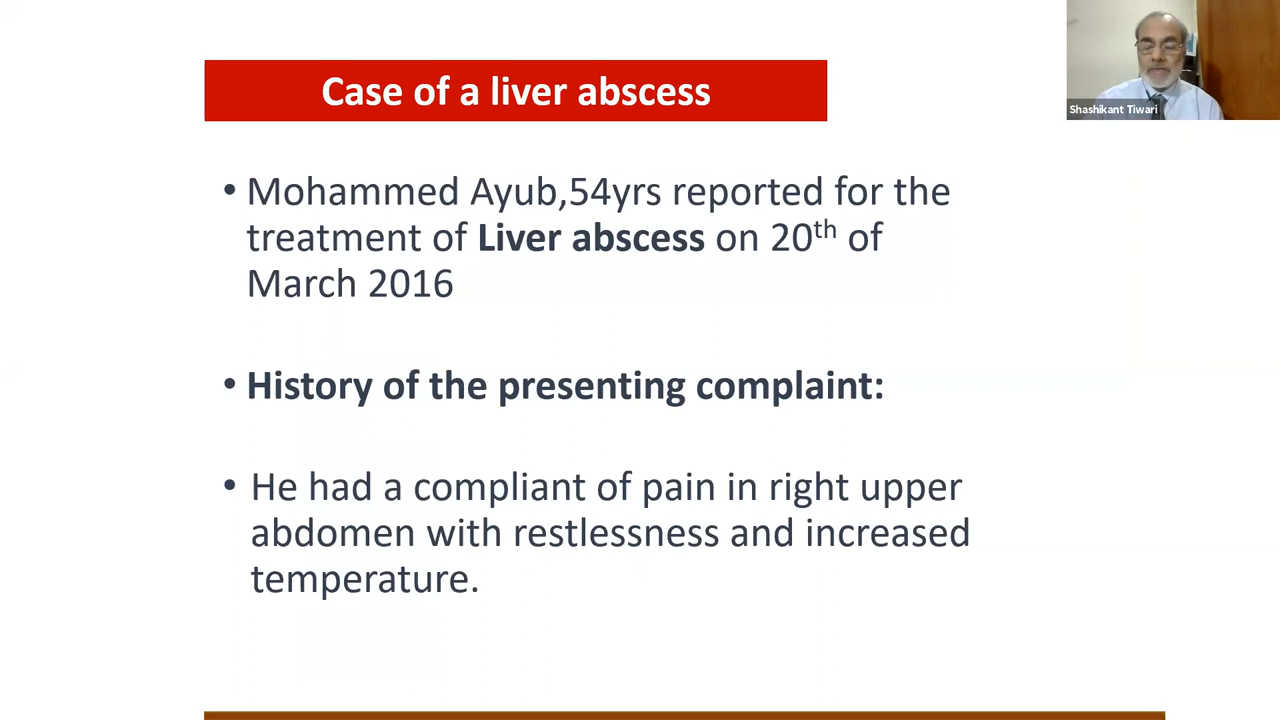 Case of a liver abscess
Shashikant Tiwari
• Mohammed Ayub,54yrs reported for the
treatment of Liver abscess on 20th of
March 2016
• History of the presenting complaint:
• He had a compliant of pain in right upper
abdomen with restlessness and increased
temperature.